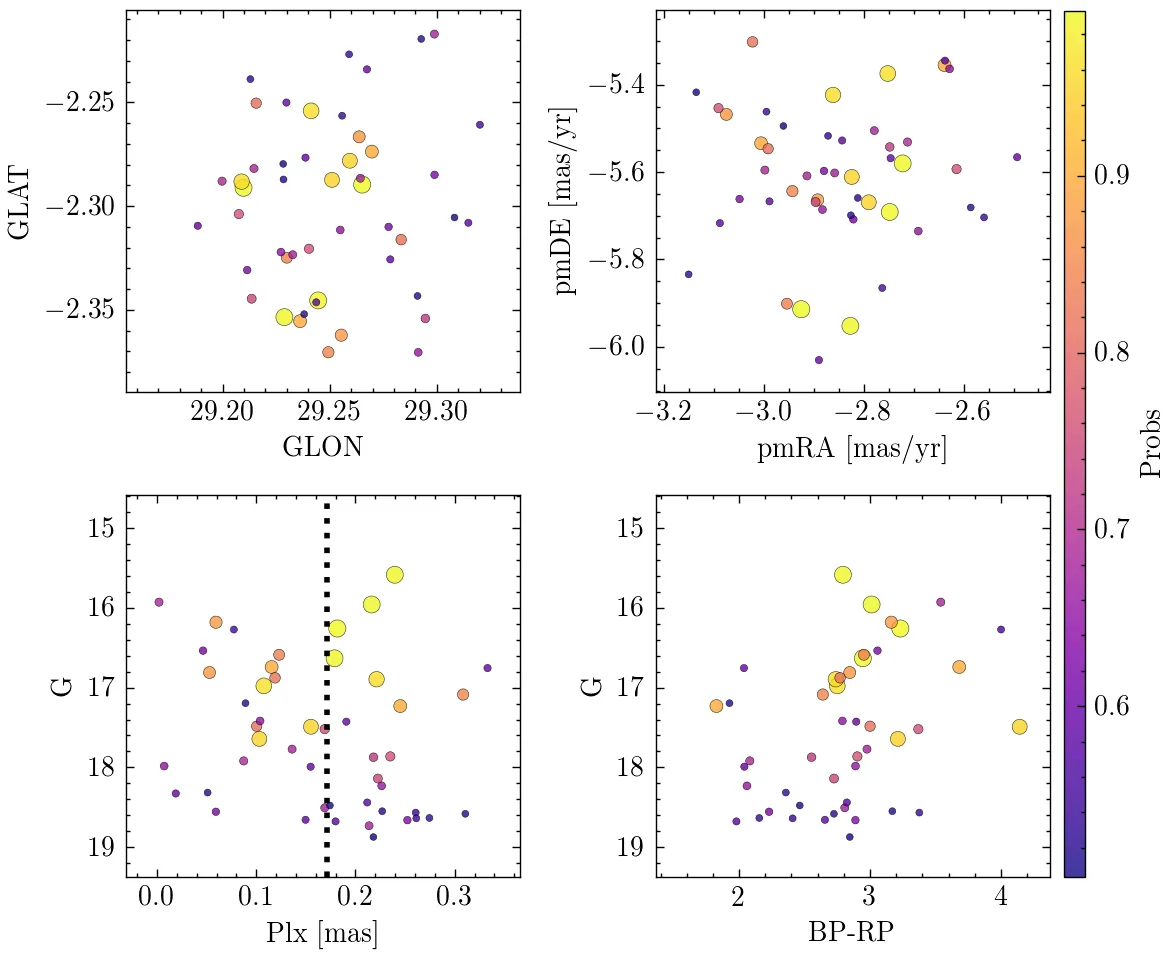 −2.25
−2.30
−2.35
GLAT
29.20 29.25 29.30
GLON
−5.4
−5.6
−5.8
−6.0
pmDE [mas/yr]
−3.2 −3.0 −2.8 −2.6
pmRA [mas/yr]
15
16
17
18
19
G
0.0 0.1 0.2 0.3
Plx [mas]
15
16
17
18
19
G
2 3 4
BP-RP
0.9
0.8
0.7
0.6
Probs